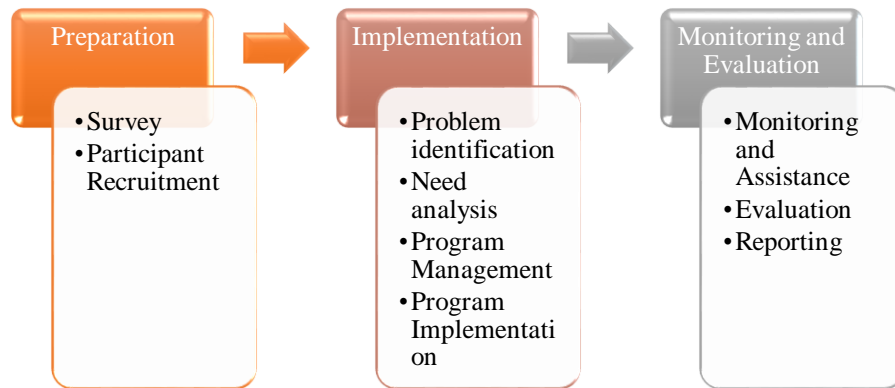 Preparation
•Survey
•Participant
Recruitment
Implementation
•Problem
identification
•Need
analysis
•Program
Management
•Program
Implementati
on
Monitoring and
Evaluation
•Monitoring
and
Assistance
•Evaluation
•Reporting